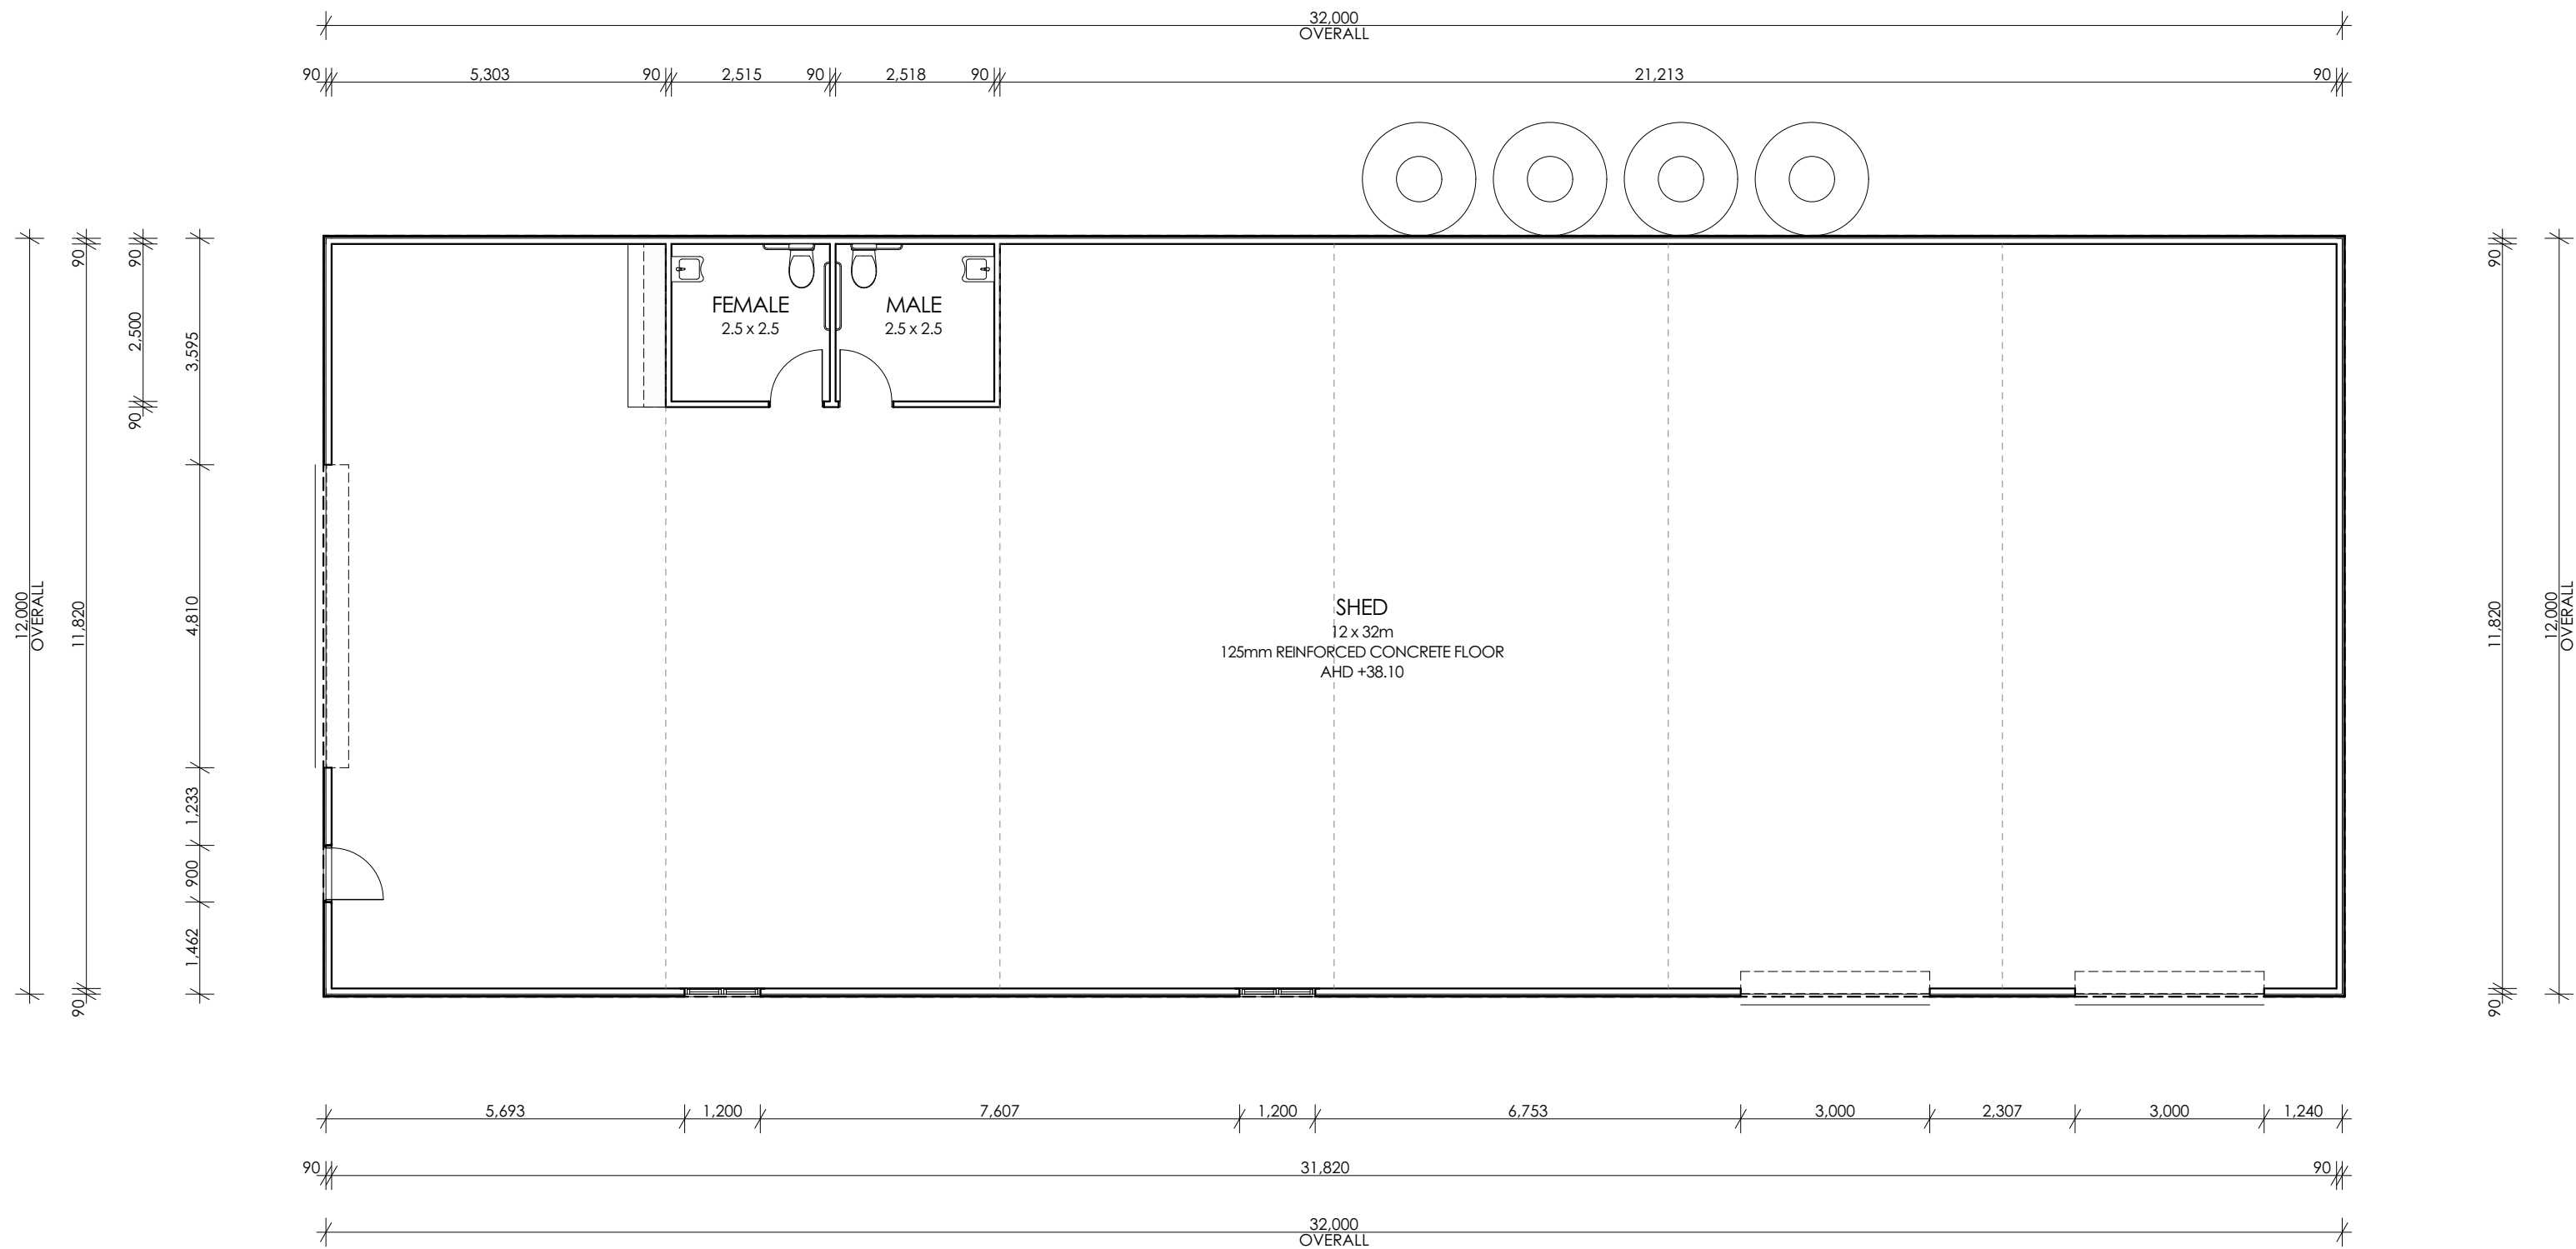 32,000
OVERALL
90 5,303 90 2,515 90 2,518 90 21,213 90
90 90 90
FEMALE MALE
2.5 x 2.5 2.5 x 2.5
2,500 3,595
90
12,000
OVERALL
11,820
4,810
SHED
12 x 32m
125mm REINFORCED CONCRETE FLOOR
AHD +38.10
11,820
12,000
OVERALL
1,233
900
1,462
90 90
5,693 1,200 7,607 1,200 6,753 3,000 2,307 3,000 1,240
90 31,820 90
32,000
OVERALL